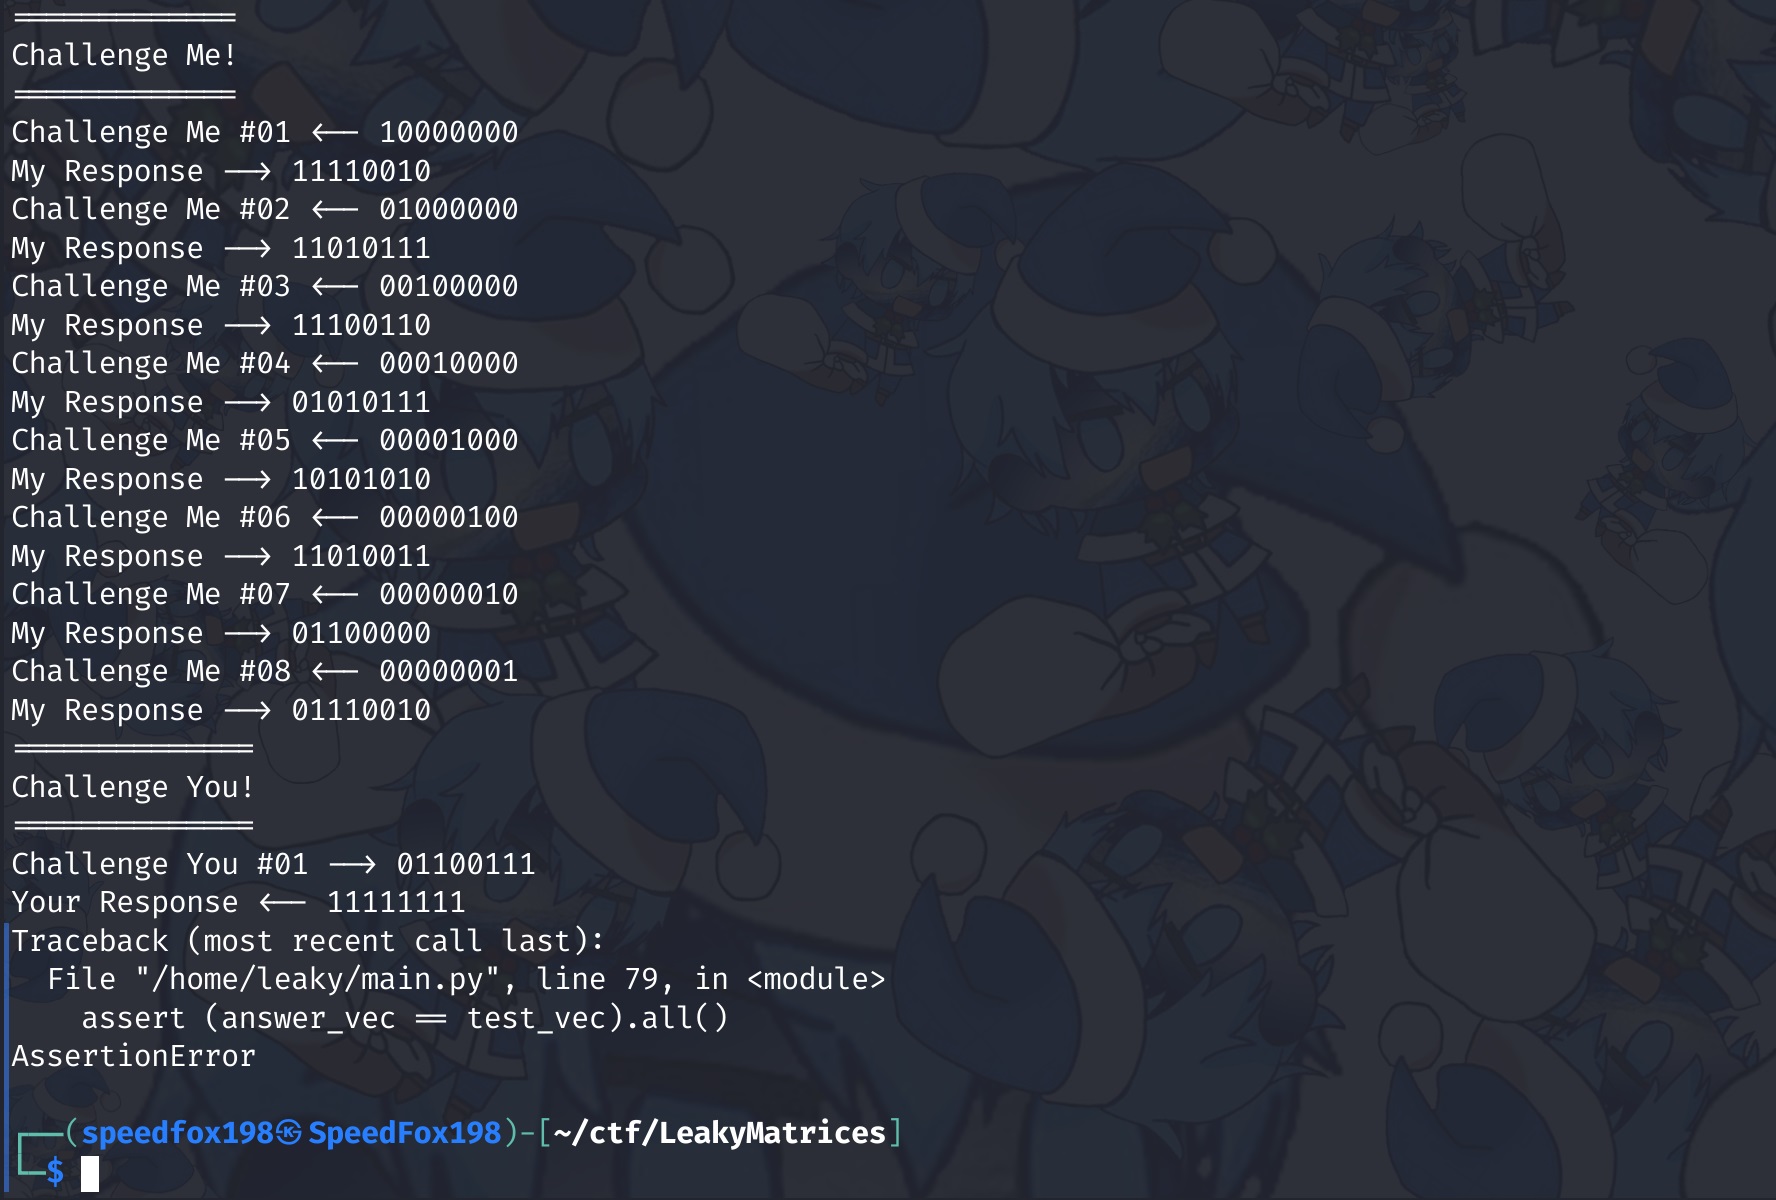 ==============
Challenge Me!
==============
Challenge Me #01 <-- 10000000
My Response --> 11110010
Challenge Me #02 <-- 01000000
My Response --> 11010111
Challenge Me #03 <-- 00100000
My Response --> 11100110
Challenge Me #04 <-- 00010000
My Response --> 01010111
Challenge Me #05 <-- 00001000
My Response --> 10101010
Challenge Me #06 <-- 00000100
My Response --> 11010011
Challenge Me #07 <-- 00000010
My Response --> 01100000
Challenge Me #08 <-- 00000001
My Response --> 01110010
==============
Challenge You!
==============
Challenge You #01 --> 01100111
Your Response <-- 11111111
Traceback (most recent call last):
  File "/home/leaky/main.py", line 79, in <module>
    assert (answer_vec == test_vec).all()
AssertionError
┌──(speedfox198㉿SpeedFox198)-[~/ctf/LeakyMatrices]
└─$